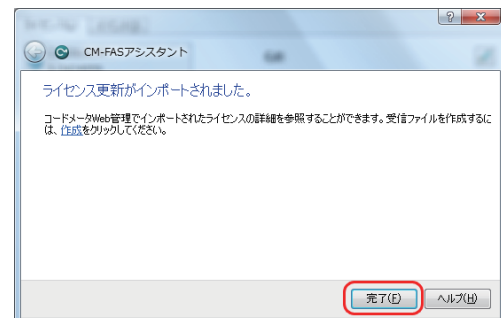 CM-FASアシスタント
ライセンス更新がインポートされました。
コードメータWeb管理でインポートされたライセンスの詳細を参照することができます。受信ファイルを作成するに
は、作成をクリックしてください。
完了(F)
ヘルプ(H)